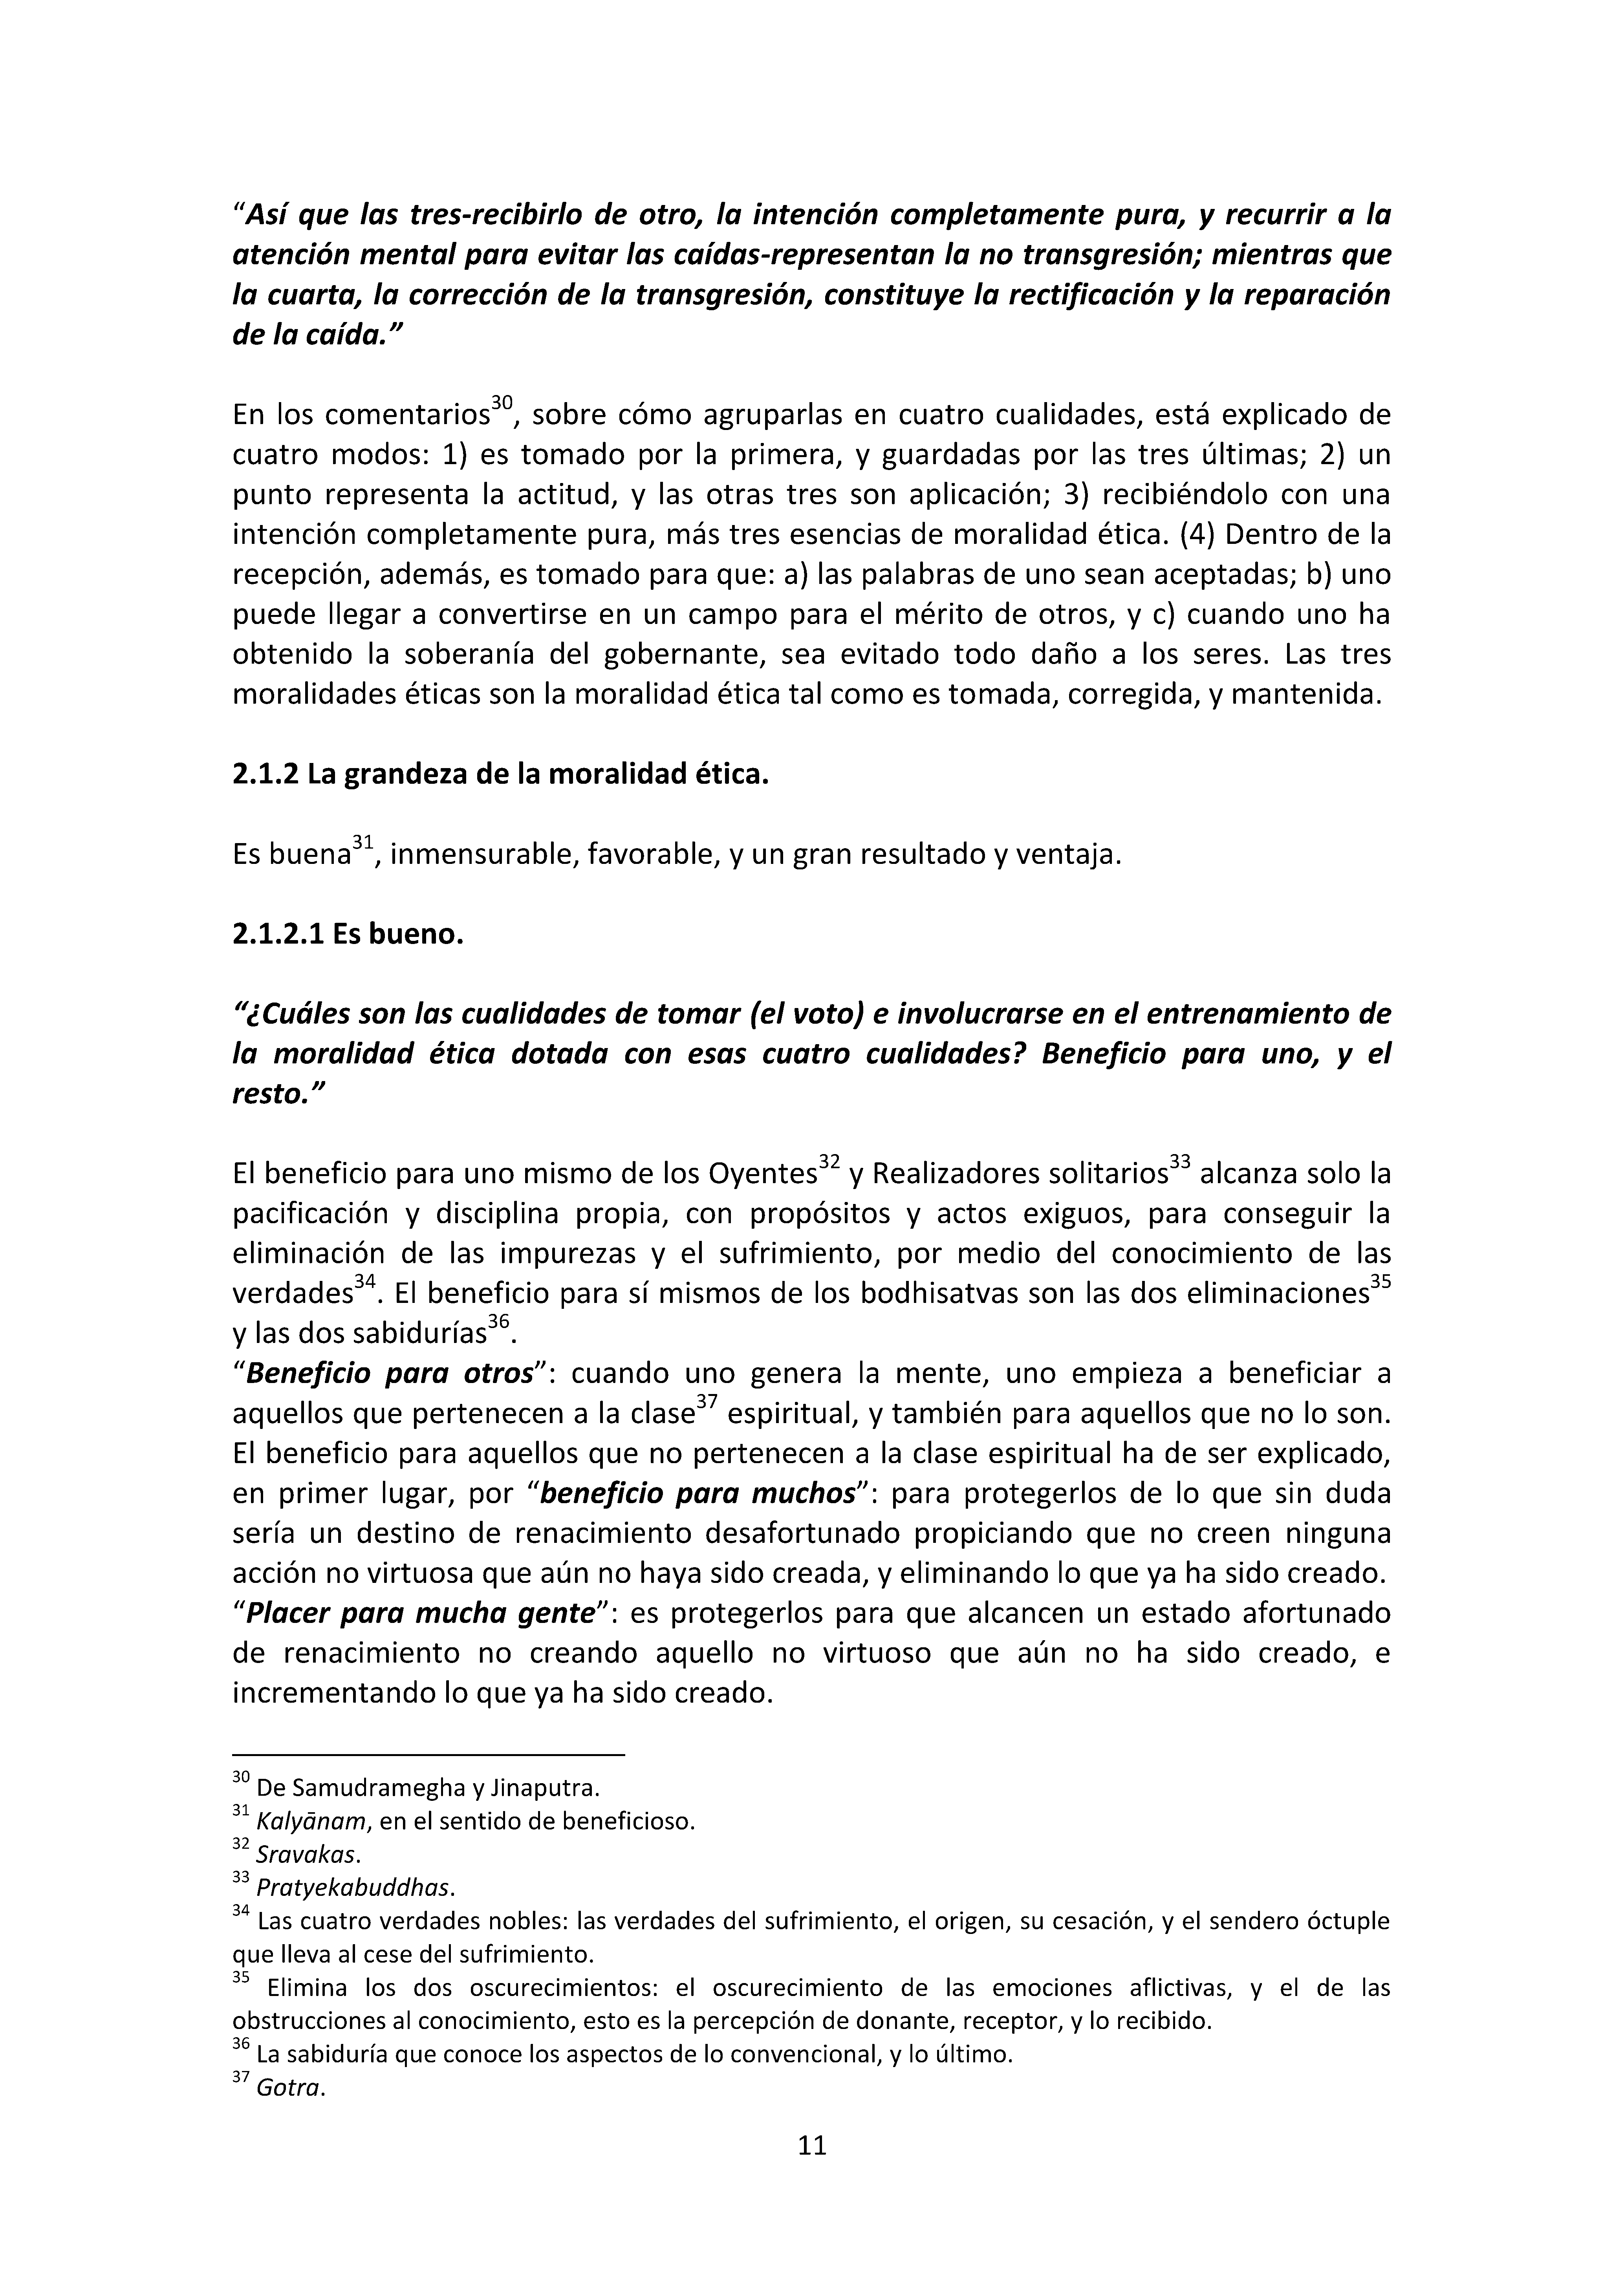 “Así que las tres-recibirlo de otro, la intención completamente pura, y recurrir a la
atención mental para evitar las caídas-representan la no transgresión; mientras que
la cuarta, la corrección de la transgresión, constituye la rectificación y la reparación
de la caída.”
En los comentarios30, sobre cómo agruparlas en cuatro cualidades, está explicado de
cuatro modos: 1) es tomado por la primera, y guardadas por las tres últimas; 2) un
punto representa la actitud, y las otras tres son aplicación; 3) recibiéndolo con una
intención completamente pura, más tres esencias de moralidad ética. (4) Dentro de la
recepción, además, es tomado para que: a) las palabras de uno sean aceptadas; b) uno
puede llegar a convertirse en un campo para el mérito de otros, y c) cuando uno ha
obtenido la soberanía del gobernante, sea evitado todo daño a los seres. Las tres
moralidades éticas son la moralidad ética tal como es tomada, corregida, y mantenida.
2.1.2 La grandeza de la moralidad ética.
Es buena31, inmensurable, favorable, y un gran resultado y ventaja.
2.1.2.1 Es bueno.
“¿Cuáles son las cualidades de tomar (el voto) e involucrarse en el entrenamiento de
la moralidad ética dotada con esas cuatro cualidades? Beneficio para uno, y el
resto.”
El beneficio para uno mismo de los Oyentes32 y Realizadores solitarios33 alcanza solo la
pacificación y disciplina propia, con propósitos y actos exiguos, para conseguir la
eliminación de las impurezas y el sufrimiento, por medio del conocimiento de las
verdades34. El beneficio para sí mismos de los bodhisatvas son las dos eliminaciones35
y las dos sabidurías36.
“Beneficio para otros”: cuando uno genera la mente, uno empieza a beneficiar a
aquellos que pertenecen a la clase37 espiritual, y también para aquellos que no lo son.
El beneficio para aquellos que no pertenecen a la clase espiritual ha de ser explicado,
en primer lugar, por “beneficio para muchos”: para protegerlos de lo que sin duda
sería un destino de renacimiento desafortunado propiciando que no creen ninguna
acción no virtuosa que aún no haya sido creada, y eliminando lo que ya ha sido creado.
“Placer para mucha gente”: es protegerlos para que alcancen un estado afortunado
de renacimiento no creando aquello no virtuoso que aún no ha sido creado, e
incrementando lo que ya ha sido creado.
30 De Samudramegha y Jinaputra.
31 Kalyānam, en el sentido de beneficioso.
32 Sravakas.
33 Pratyekabuddhas.
34 Las cuatro verdades nobles: las verdades del sufrimiento, el origen, su cesación, y el sendero óctuple
que lleva al cese del sufrimiento.
35 Elimina los dos oscurecimientos: el oscurecimiento de las emociones aflictivas, y el de las
obstrucciones al conocimiento, esto es la percepción de donante, receptor, y lo recibido.
36 La sabiduría que conoce los aspectos de lo convencional, y lo último.
37 Gotra.
11